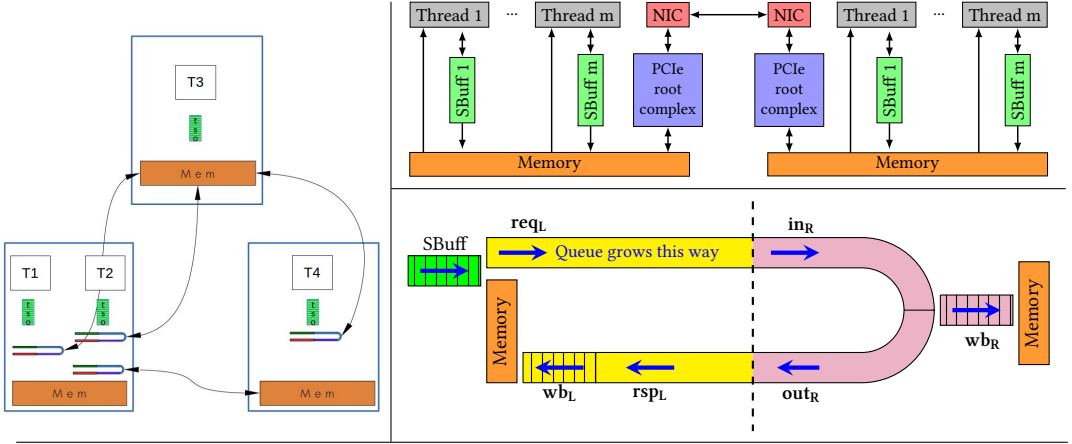 T3
t
s
o
Mem
T1
T2
t
s
o
t
s
o
Mem
T4
t
s
o
Mem
Thread 1 ... Thread m NIC NIC Thread 1 ... Thread m
SBuff 1
SBuff m
PCIe
root
complex
PCIe
root
complex
SBuff 1
SBuff m
Memory
Memory
reqL
inR
SBuff
Queue grows this way
Memory
wbR
Memory
wbL
rspL
outR